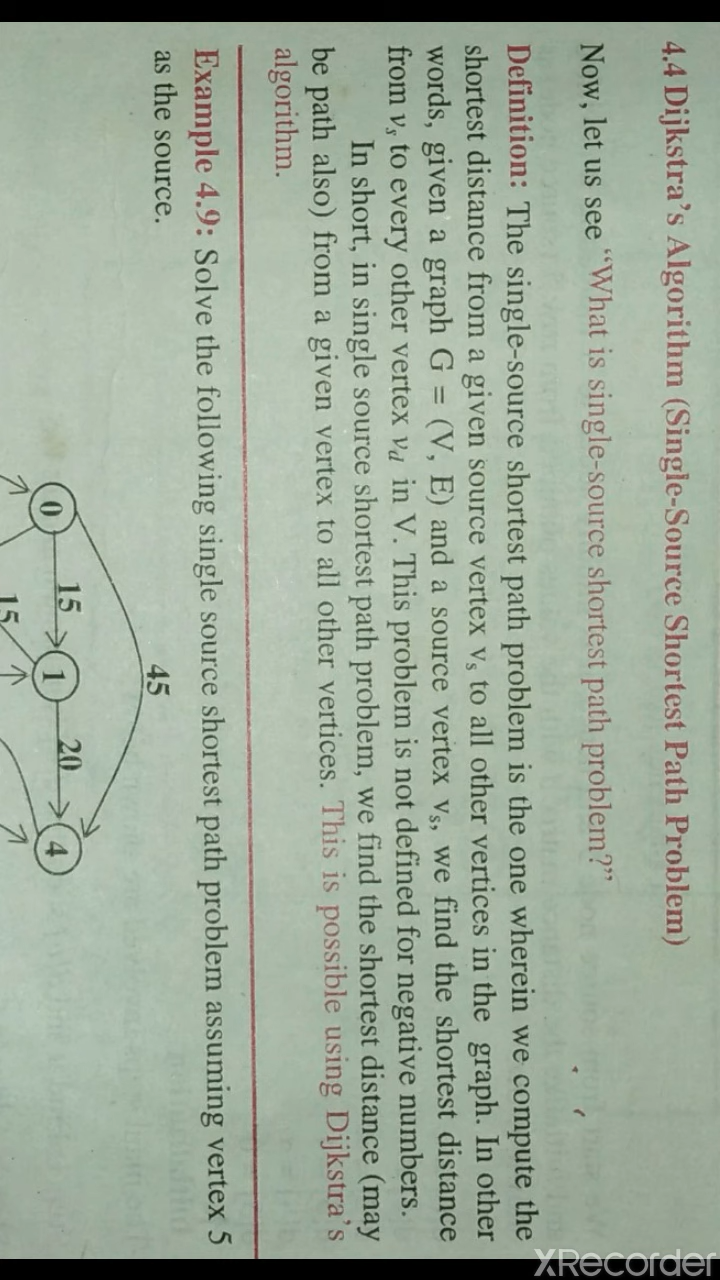 4.4 Dijkstra's Algorithm (Single-Source Shortest Path Problem)
Now, let us see "What is single-source shortest path problem?"
Definition: The single-source shortest path problem is the one wherein we compute the
shortest distance from a given source vertex vs to all other vertices in the graph. In other
words, given a graph G = (V, E) and a source vertex vs, we find the shortest distance
from vs to every other vertex vd in V. This problem is not defined for negative numbers.
In short, in single source shortest path problem, we find the shortest distance (may
be path also) from a given vertex to all other vertices. This is possible using Dijkstra's
algorithm.
Example 4.9: Solve the following single source shortest path problem assuming vertex 5
as the source.
45
0 15 1 20 4
15
XRecorder